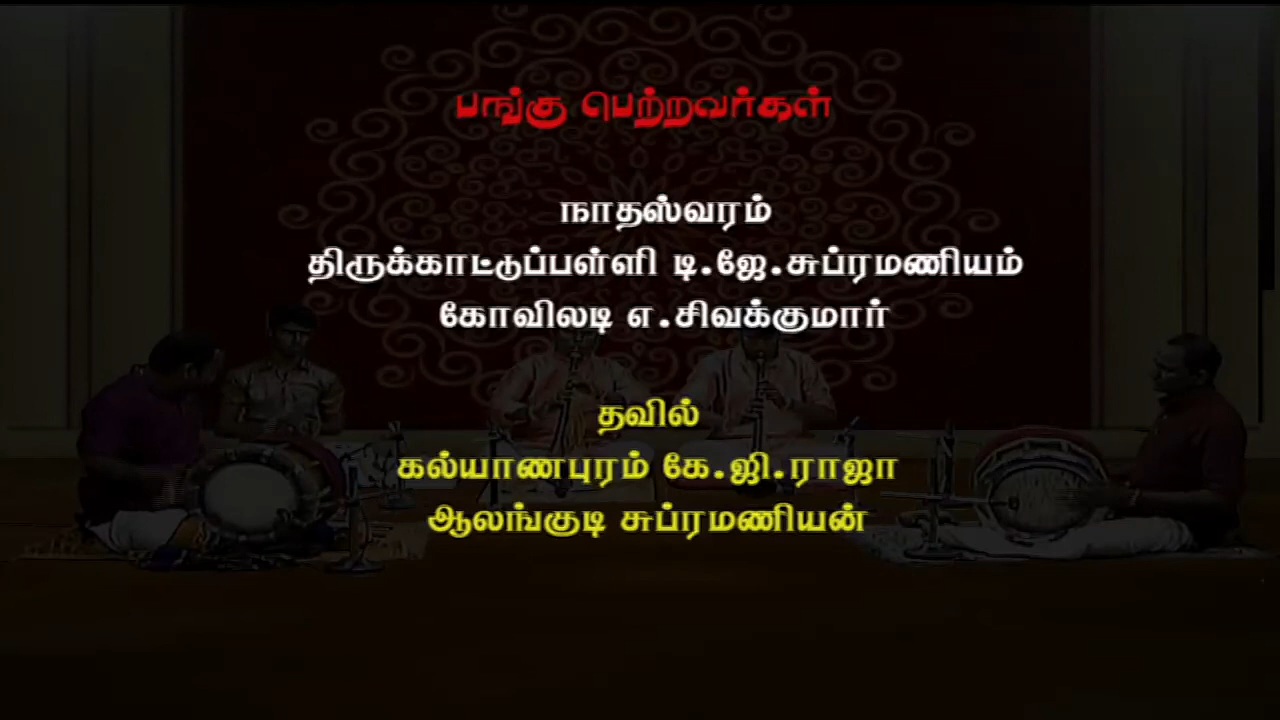 பங்கு பெற்றவர்கள்
நாதஸ்வரம்
திருக்காட்டுப்பள்ளி டி.ஜே.சுப்ரமணியம்
கோவிலடி எ.சிவக்குமார்
தவில்
கல்யாணபுரம் கே.ஜி.ராஜா
ஆலங்குடி சுப்ரமணியன்